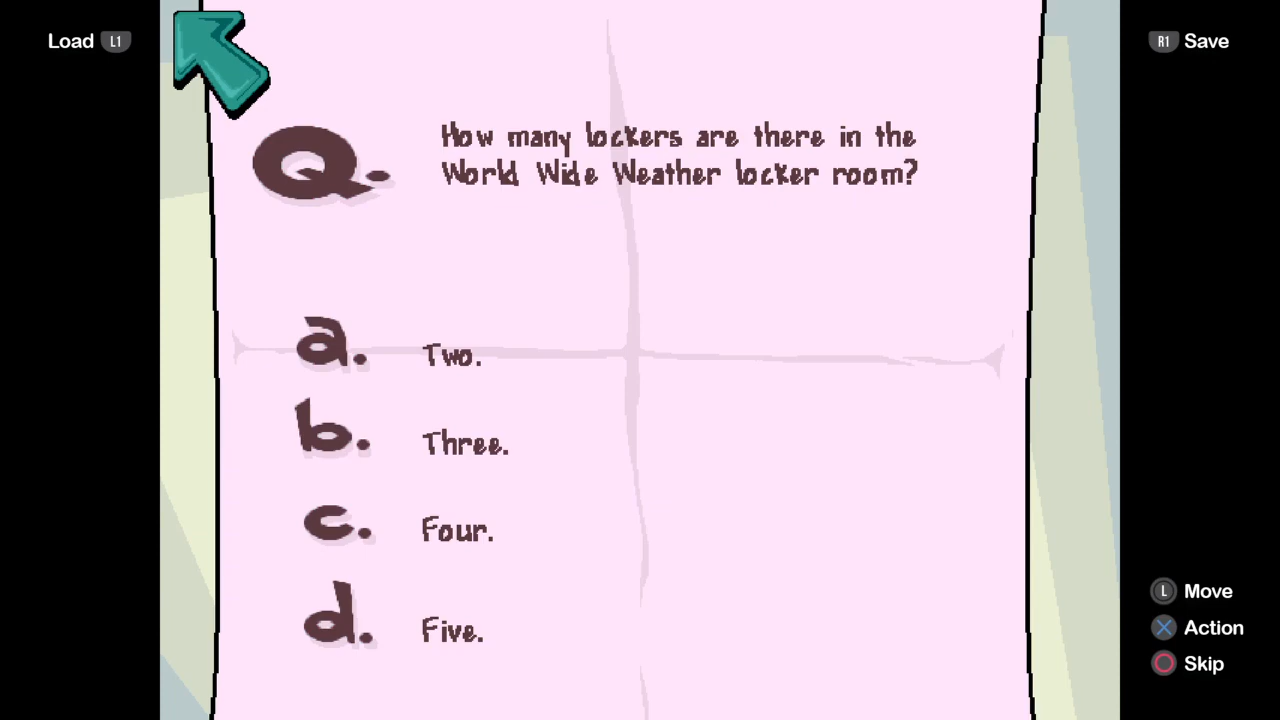 Load L1
R1 Save
Q. How many lockers are there in the
World Wide Weather locker room?
a. Two.
b. Three.
c. Four.
d. Five.
L Move
Action
Skip